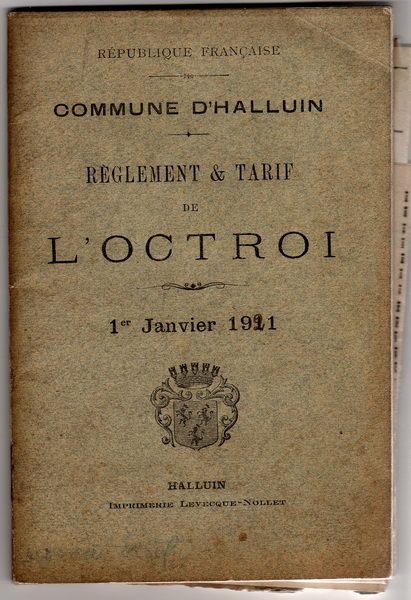 RÉPUBLIQUE FRANÇAISE
COMMUNE D'HALLUIN
RÈGLEMENT & TARIF
DE
L'OCTROI
1er Janvier 1911
HALLUIN
IMPRIMERIE LEVECQUE-NOLLET